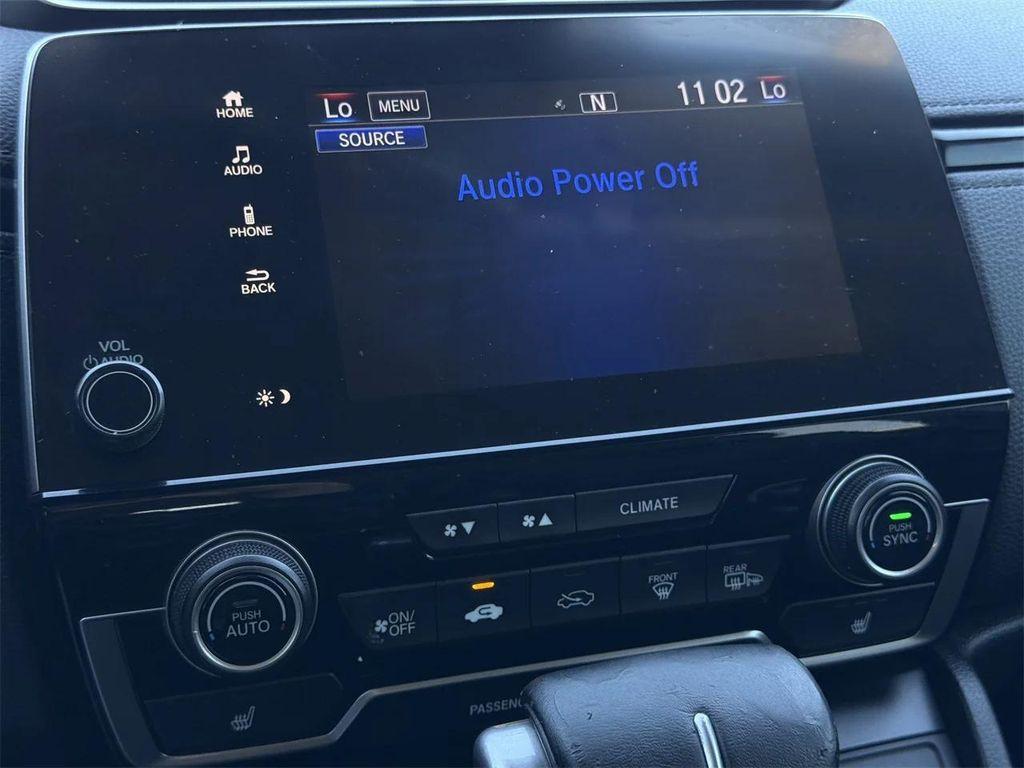 HOME
Lo MENU N 11 02 Lo
SOURCE
AUDIO
Audio Power Off
PHONE
BACK
VOL
AUDIO
CLIMATE
PUSH
SYNC
FRONT
REAR
PUSH
AUTO
ON/
OFF